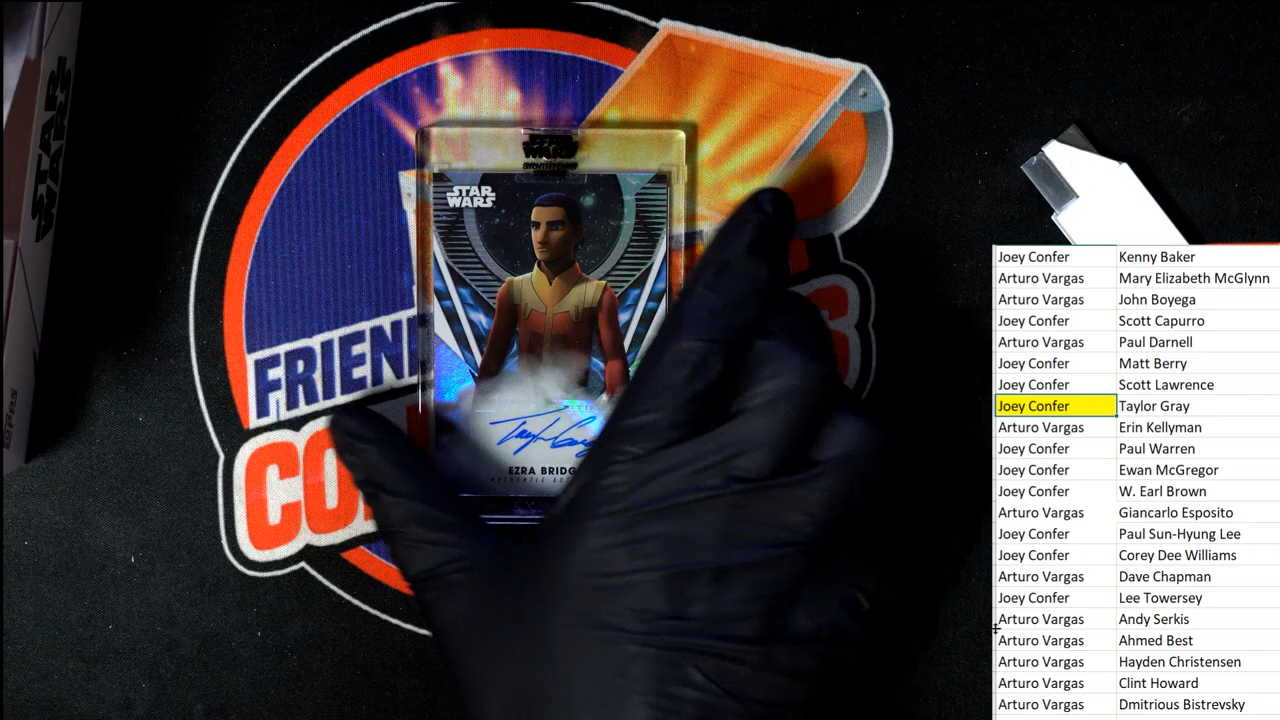 STAR
WARS
STAR
WARS
STAR
WARS
FRIEN
CO
Tay Gray
EZRA BRIDG
AUTHENTIC
Joey Confer Kenny Baker
Arturo Vargas Mary Elizabeth McGlynn
Arturo Vargas John Boyega
Joey Confer Scott Capurro
Arturo Vargas Paul Darnell
Joey Confer Matt Berry
Joey Confer Scott Lawrence
Joey Confer Taylor Gray
Arturo Vargas Erin Kellyman
Joey Confer Paul Warren
Joey Confer Ewan McGregor
Joey Confer W. Earl Brown
Arturo Vargas Giancarlo Esposito
Joey Confer Paul Sun-Hyung Lee
Joey Confer Corey Dee Williams
Arturo Vargas Dave Chapman
Joey Confer Lee Towersey
Arturo Vargas Andy Serkis
Arturo Vargas Ahmed Best
Arturo Vargas Hayden Christensen
Arturo Vargas Clint Howard
Arturo Vargas Dmitrious Bistrevsky